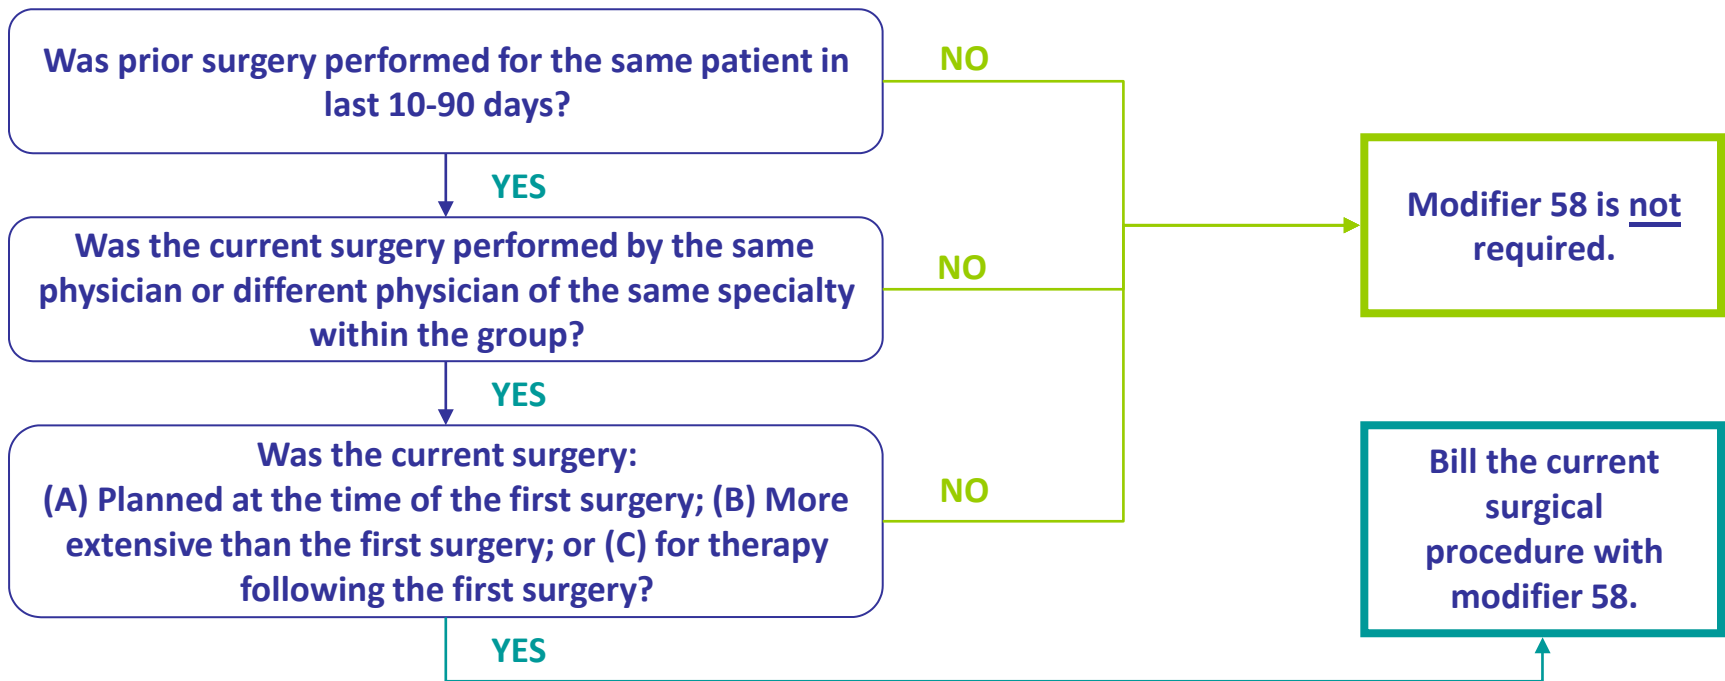 Was prior surgery performed for the same patient in
last 10-90 days?
NO
YES
Was the current surgery performed by the same
physician or different physician of the same specialty
within the group?
NO
YES
Was the current surgery:
(A) Planned at the time of the first surgery; (B) More
extensive than the first surgery; or (C) for therapy
following the first surgery?
NO
YES
Modifier 58 is not
required.
Bill the current
surgical
procedure with
modifier 58.